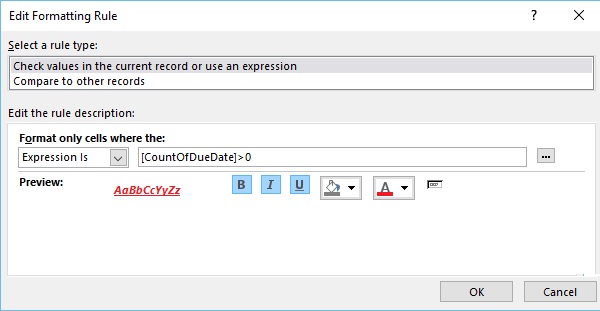 Edit Formatting Rule
?
Select a rule type:
Check values in the current record or use an expression
Compare to other records
Edit the rule description:
Format only cells where the:
Expression Is
[CountOfDueDate]>0
...
Preview:
AaBbCcYyZz
B I U A
OK Cancel